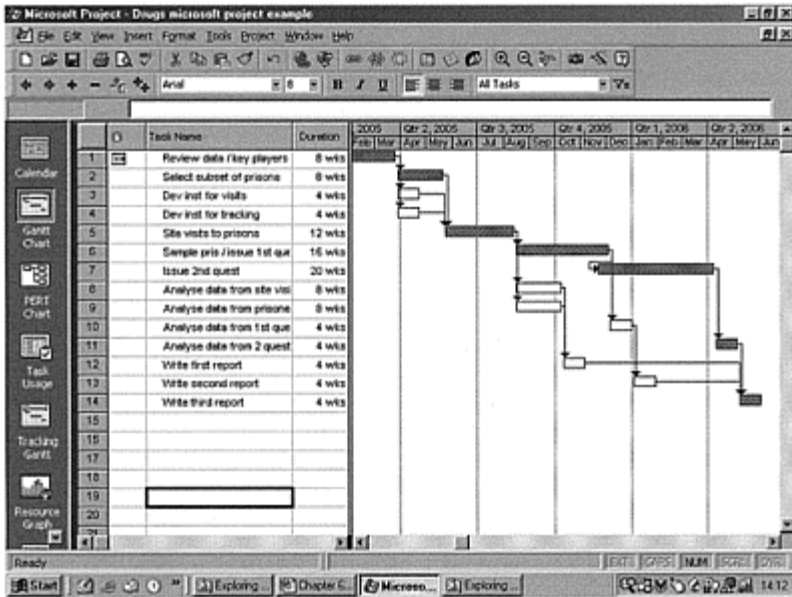 Microsoft Project - Drugs microsoft project example
File Edit View Insert Format Tools Project Window Help
Arial 8 B I U All Tasks
Task Name Duration 2005 Qtr 2, 2005 Qtr 3, 2005 Qtr 4, 2005 Qtr 1, 2006 Qtr 2, 2006
Feb Mar Apr May Jun Jul Aug Sep Oct Nov Dec Jan Feb Mar Apr May Jun
1 Review data / key players 8 wks
2 Select subset of prisons 8 wks
3 Dev inst for visits 4 wks
4 Dev inst for tracking 4 wks
5 Site visits to prisons 12 wks
6 Sample pris / issue 1st que 16 wks
7 Issue 2nd quest 20 wks
8 Analyse data from site visi 8 wks
9 Analyse data from prisone 8 wks
10 Analyse data from 1st que 4 wks
11 Analyse data from 2 quest 4 wks
12 Write first report 4 wks
13 Write second report 4 wks
14 Write third report 4 wks
15
16
17
18
19
20
21
Calendar
Gantt
Chart
PERT
Chart
Task
Usage
Tracking
Gantt
Resource
Graph
Ready EXT CAPS NUM SCRL OVR
Start Exploring ... Chapter 6... Microso... Exploring ... 14:12